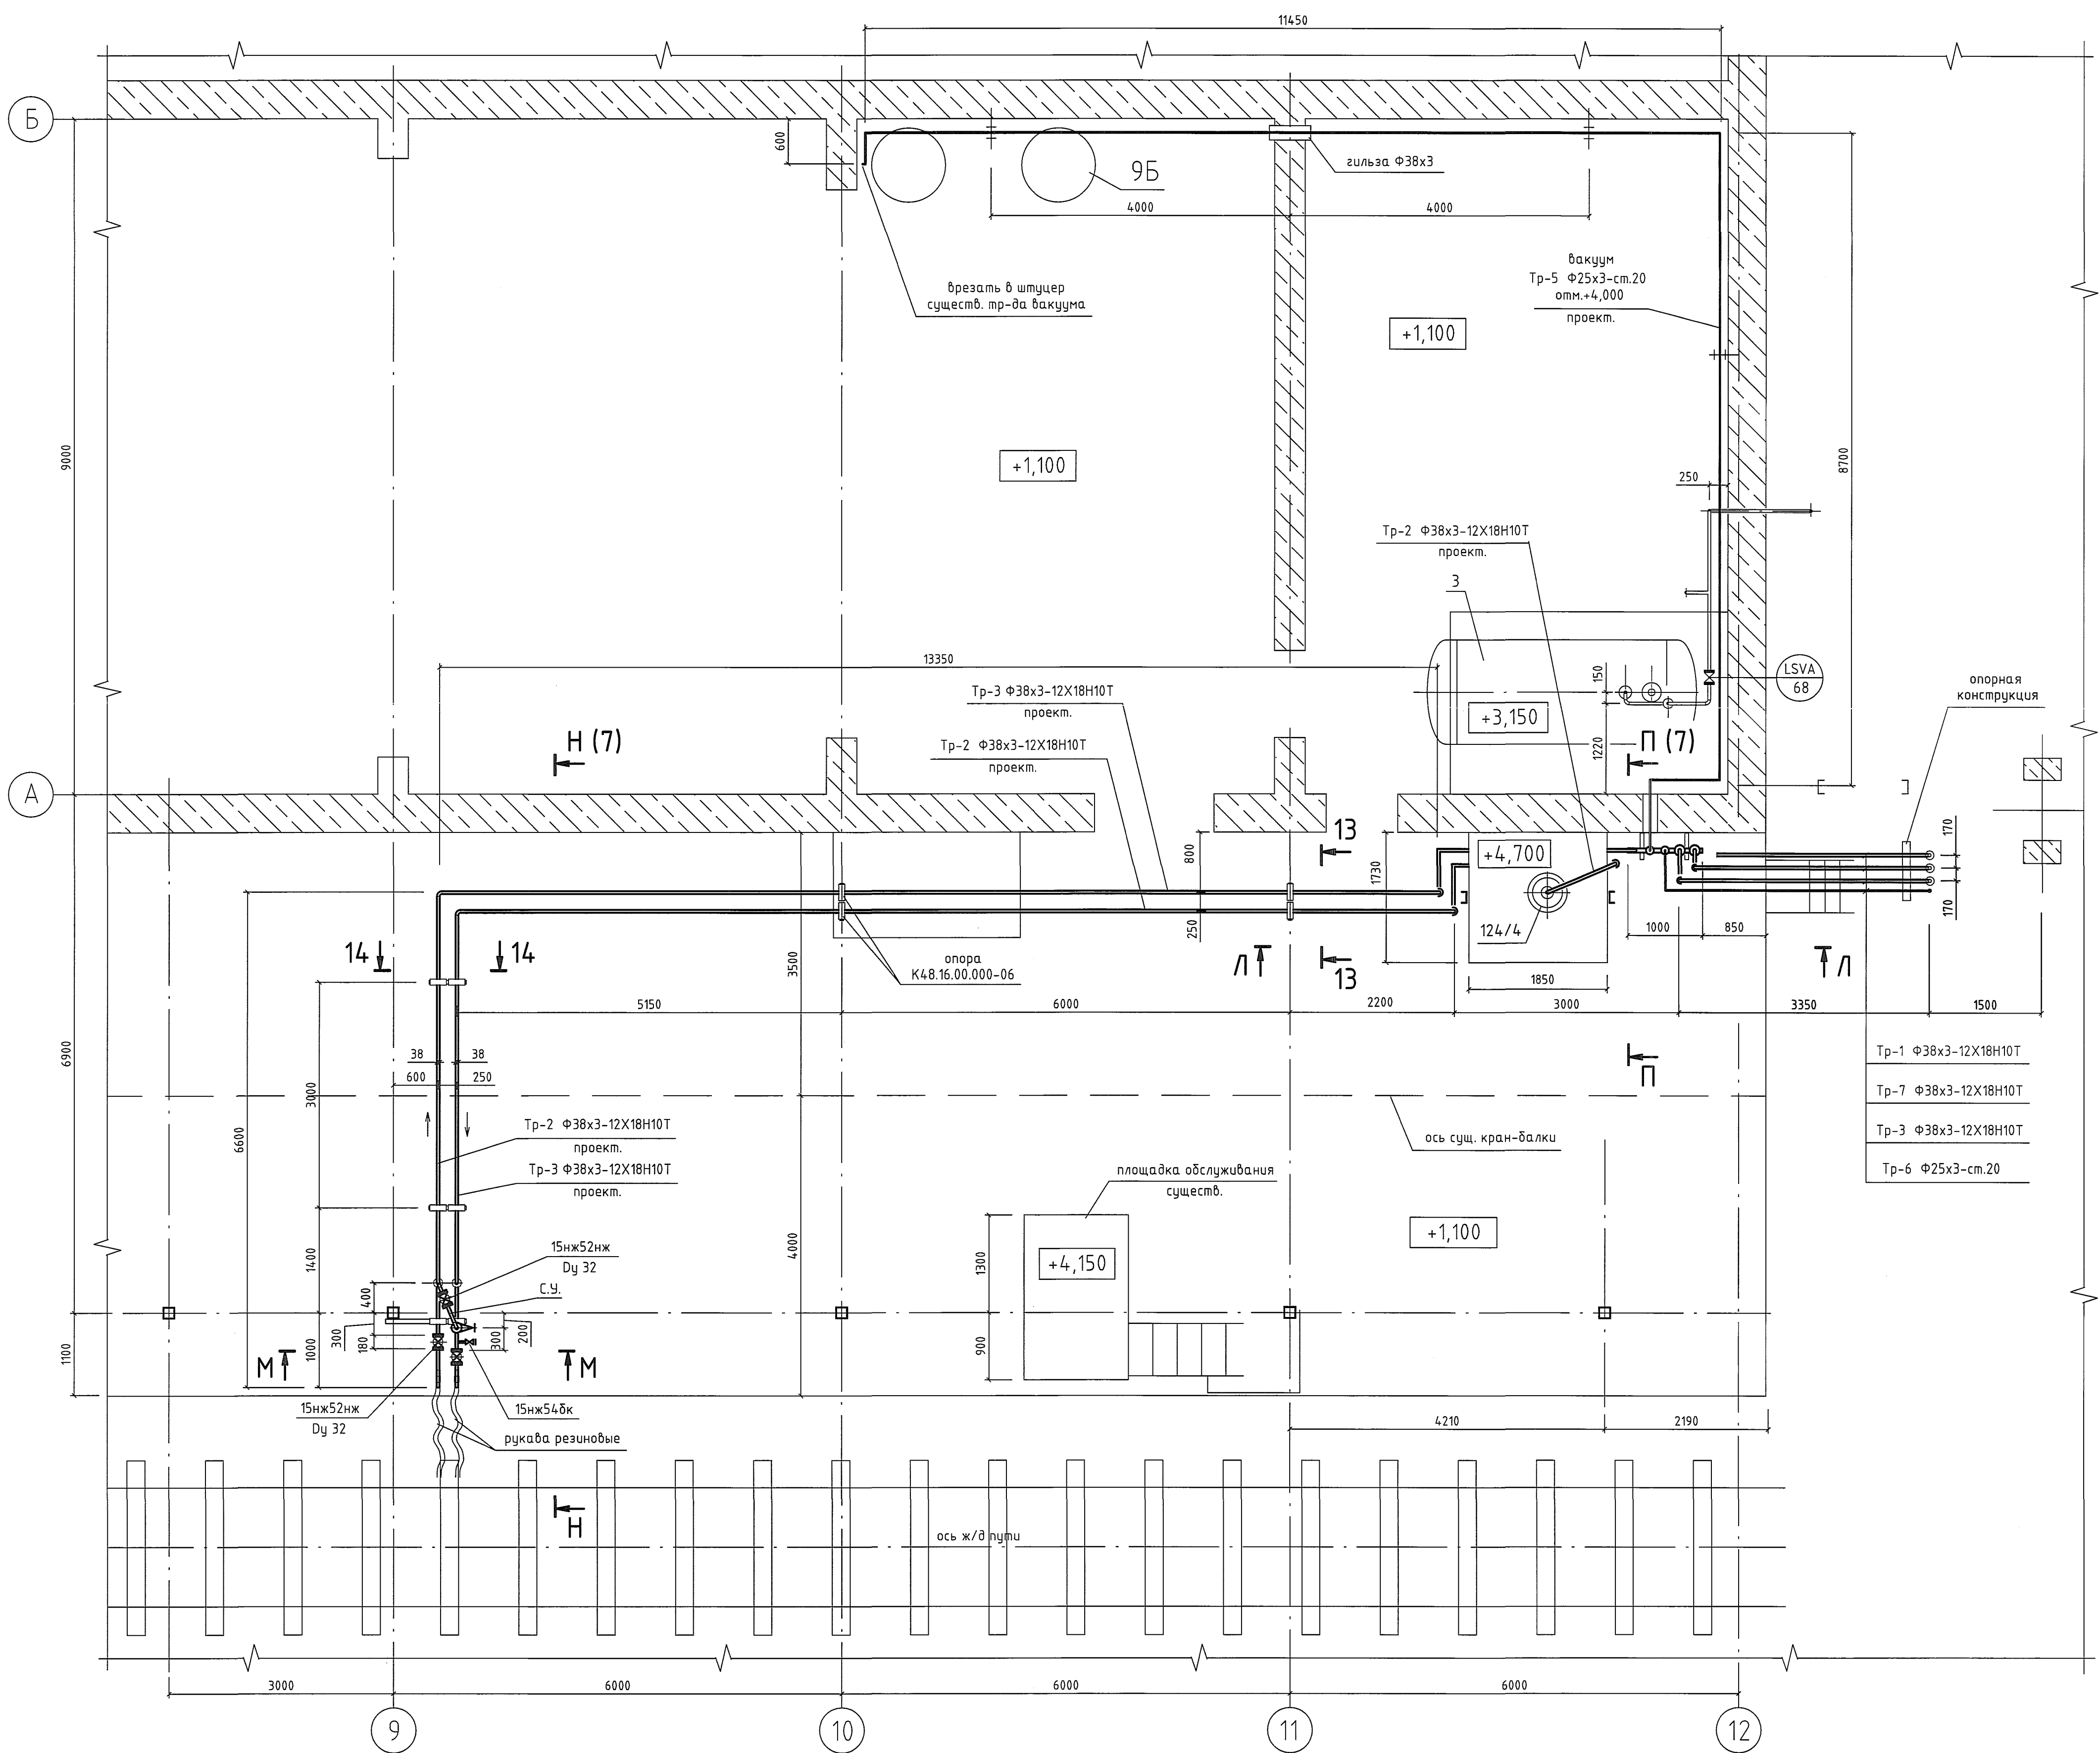 11450
Б
600
гильза Ф38х3
9Б
4000
4000
врезать в штуцер
существ. тр-да вакуума
вакуум
Тр-5 Ф25х3-ст.20
отм.+4,000
проект.
+1,100
+1,100
9000
8700
250
Тр-2 Ф38х3-12Х18Н10Т
проект.
3
13350
Тр-3 Ф38х3-12Х18Н10Т
проект.
Тр-2 Ф38х3-12Х18Н10Т
проект.
150
+3,150
1220
LSVA
68
опорная
конструкция
Н (7)
П (7)
А
13
800
1730
+4,700
170
170
124/4
1000
850
250
14
14
опора
К48.16.00.000-06
3500
Л
13
Л
1850
5150
6000
2200
3000
3350
1500
6900
38
38
600
250
3000
6600
П
Тр-1 Ф38х3-12Х18Н10Т
Тр-7 Ф38х3-12Х18Н10Т
Тр-3 Ф38х3-12Х18Н10Т
Тр-6 Ф25х3-ст.20
Тр-2 Ф38х3-12Х18Н10Т
проект.
Тр-3 Ф38х3-12Х18Н10Т
проект.
ось сущ. кран-балки
площадка обслуживания
существ.
+1,100
+4,150
1300
4000
1400
15нж52нж
Dy 32
С.У.
400
300
180
1000
300
200
900
1100
М
М
15нж52нж
Dy 32
15нж54бк
рукава резиновые
4210
2190
Н
ось ж/д пути
3000
6000
6000
6000
9
10
11
12